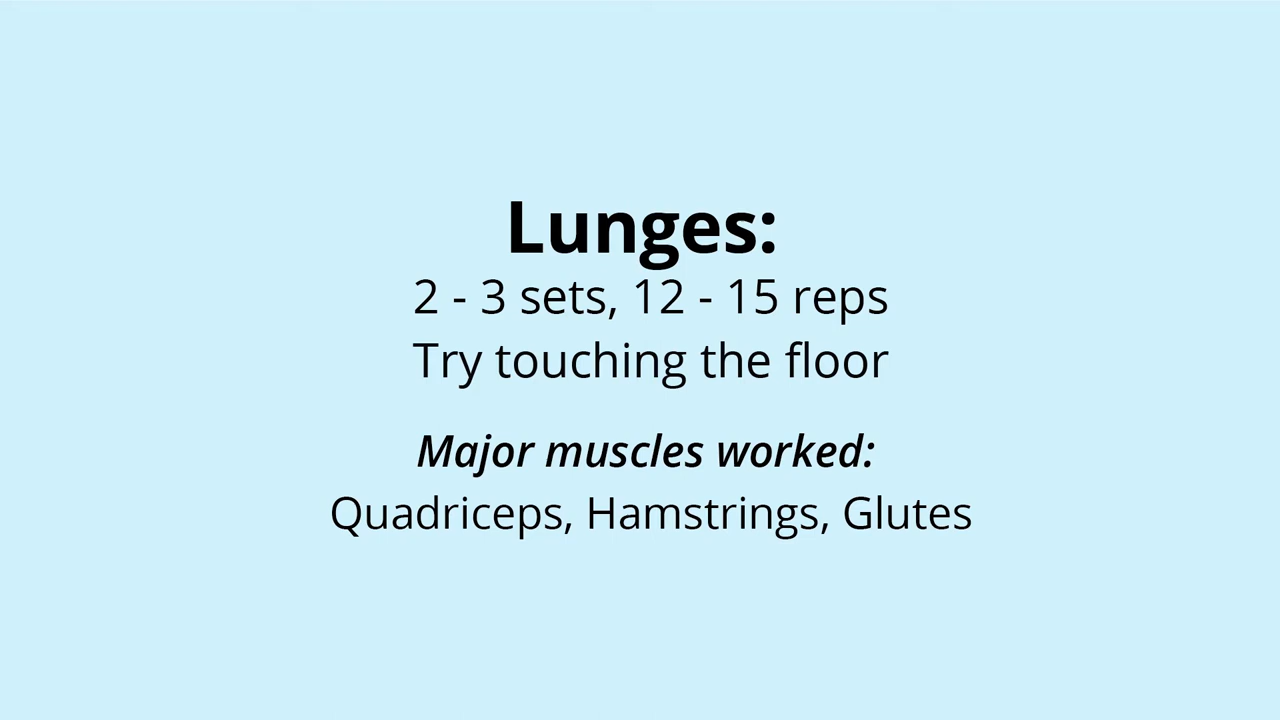 Lunges:
2 - 3 sets, 12 - 15 reps
Try touching the floor
Major muscles worked:
Quadriceps, Hamstrings, Glutes